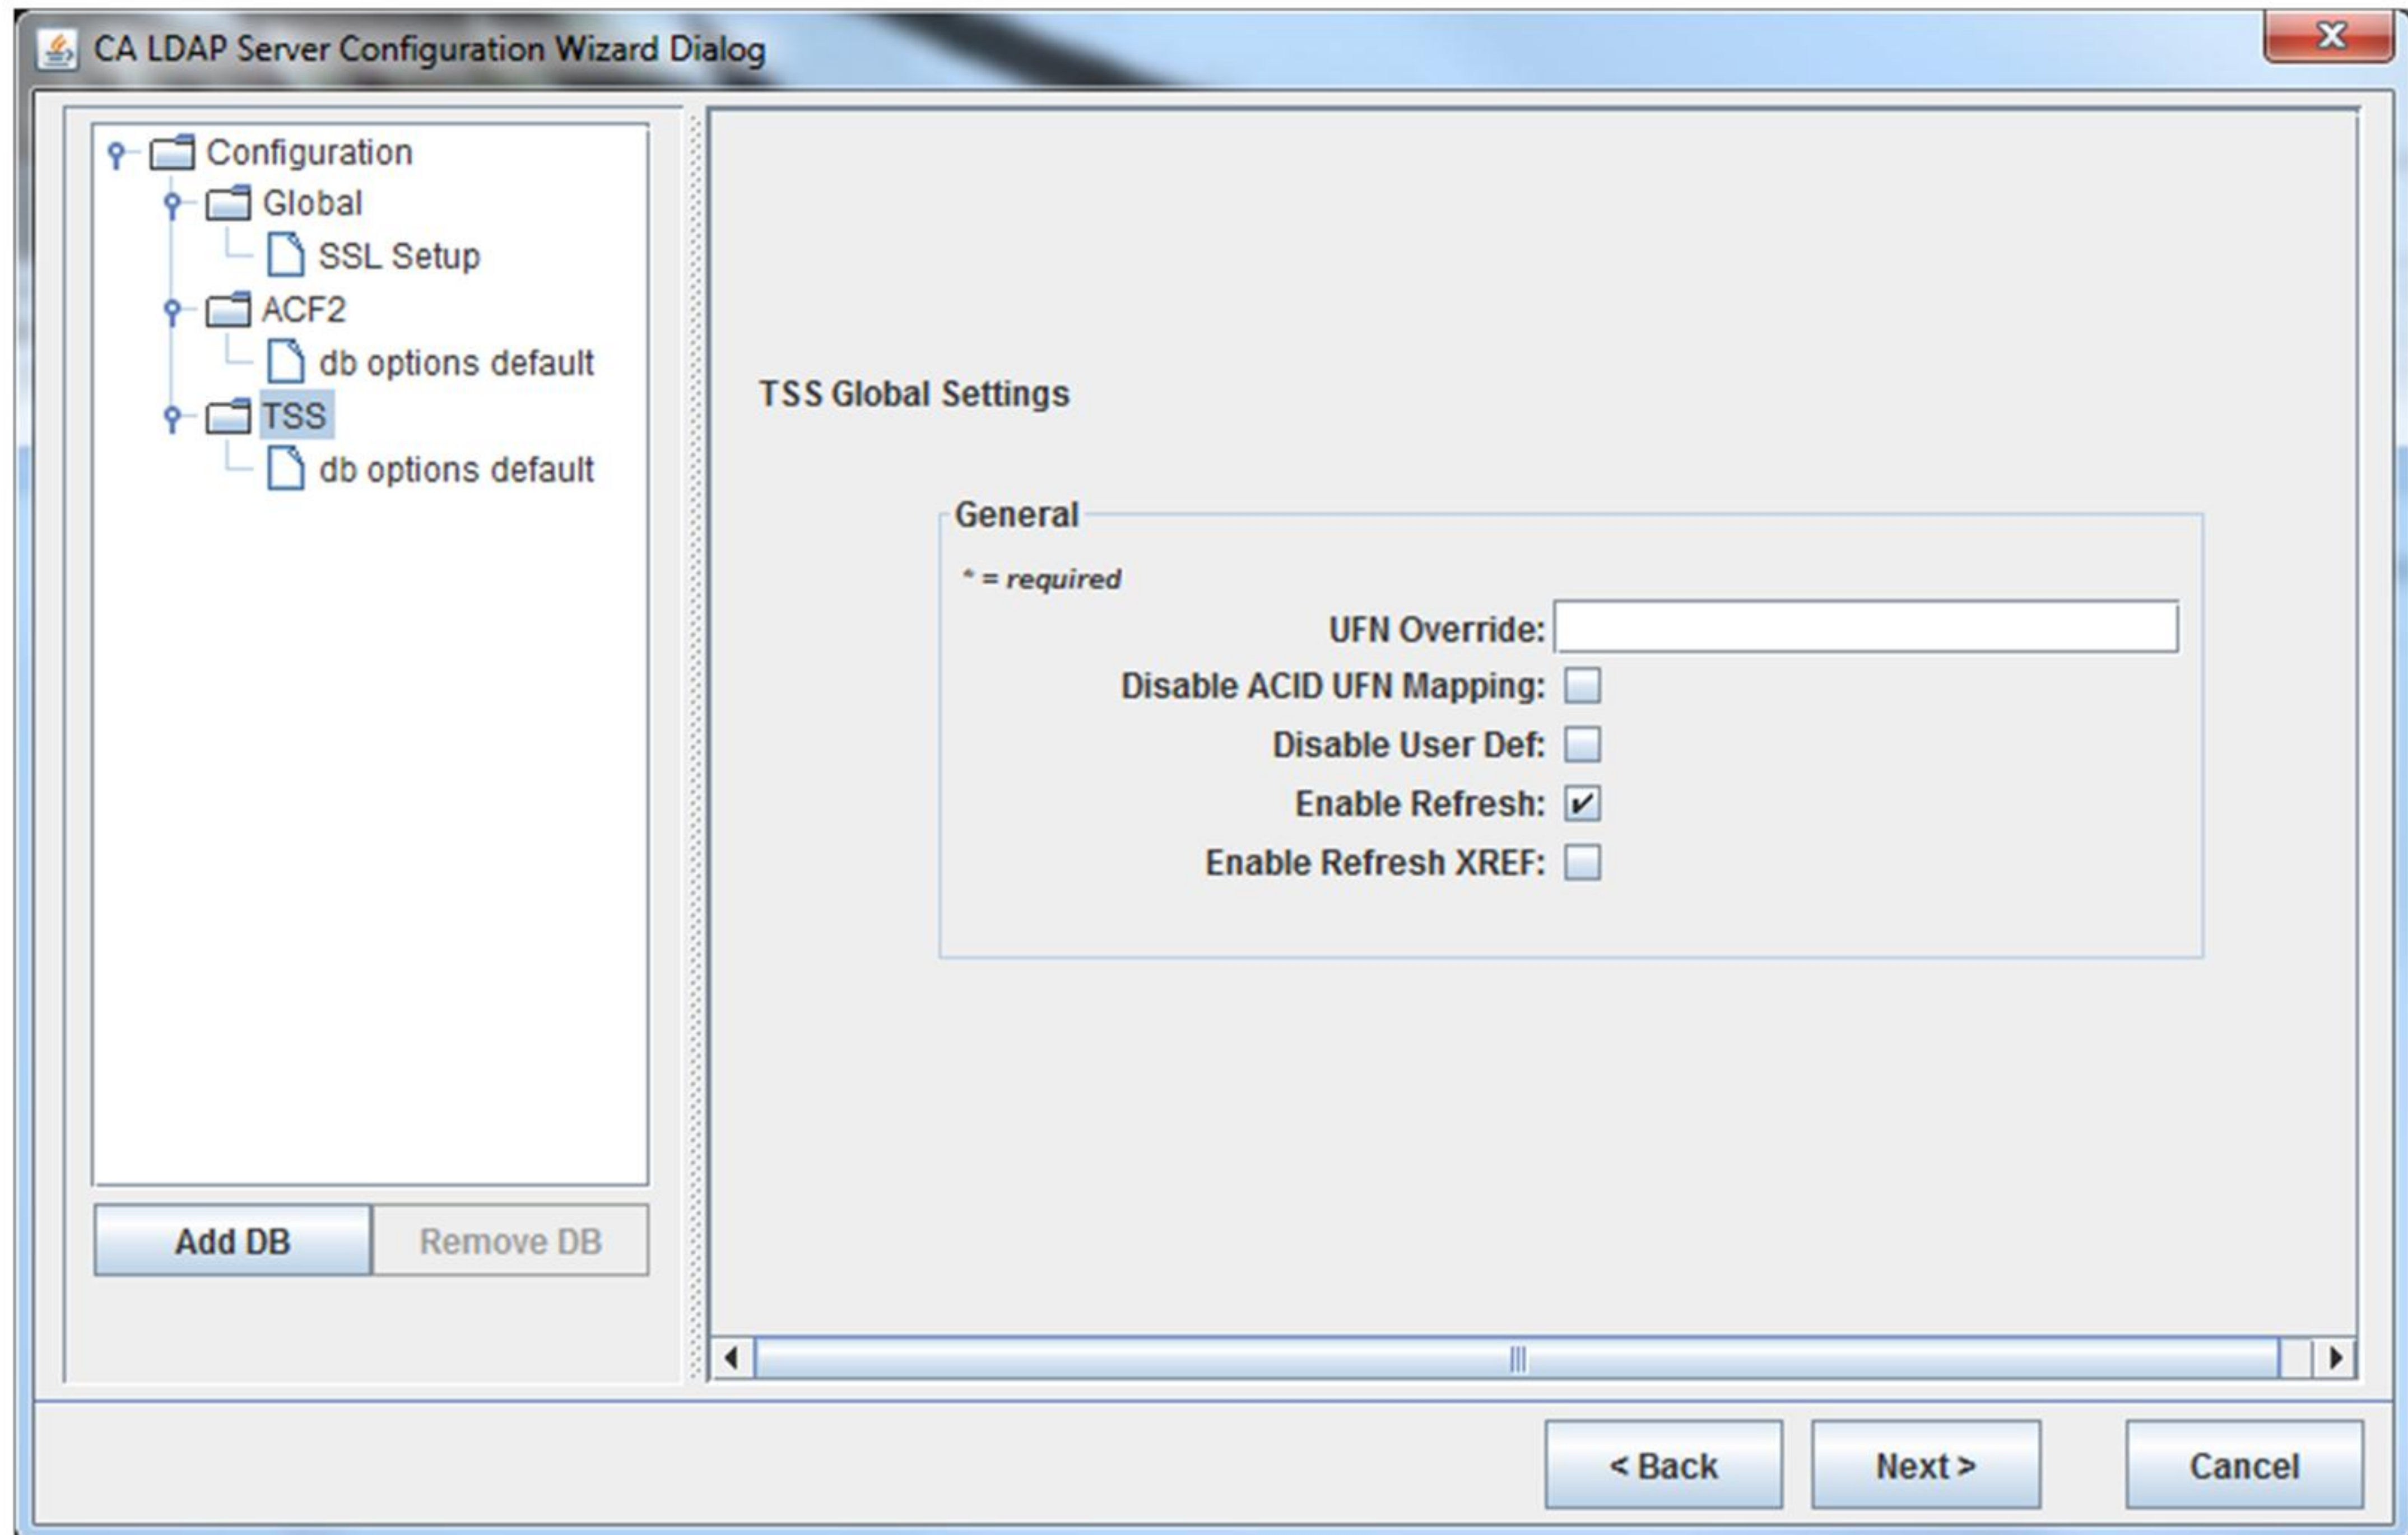 CA LDAP Server Configuration Wizard Dialog
Configuration
Global
SSL Setup
ACF2
db options default
TSS
db options default
Add DB
Remove DB
TSS Global Settings
General
* = required
UFN Override:
Disable ACID UFN Mapping:
Disable User Def:
Enable Refresh:
Enable Refresh XREF:
< Back
Next >
Cancel